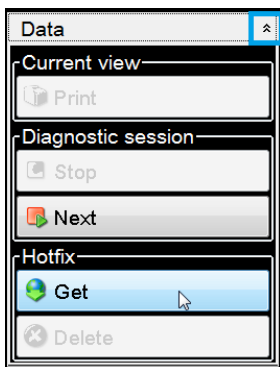 Data
Current view
Print
Diagnostic session
Stop
Next
Hotfix
Get
Delete